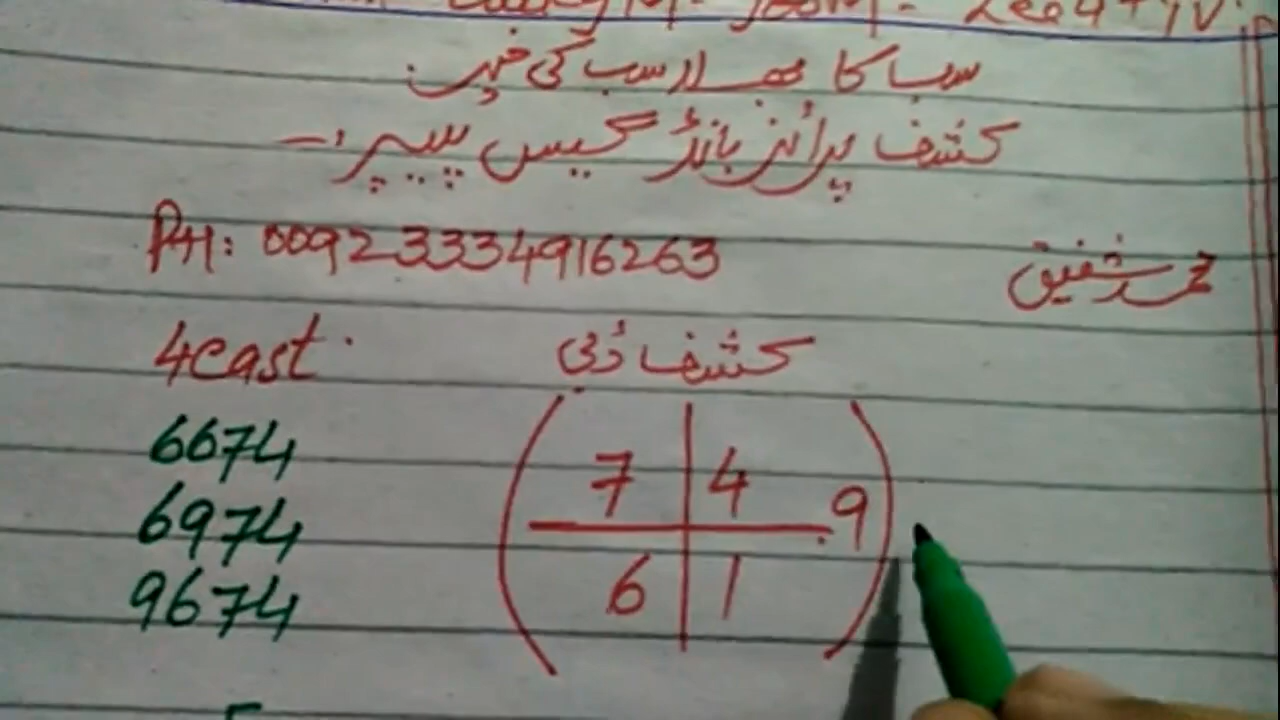 سب کا بھلا سب کی خیر
کشف پرائز بانڈ گیس پیپر
PH: 00923334916263
محمد شفیق
4cast
کشف دبئی
6674
6974
9674
7 4 9
6 1